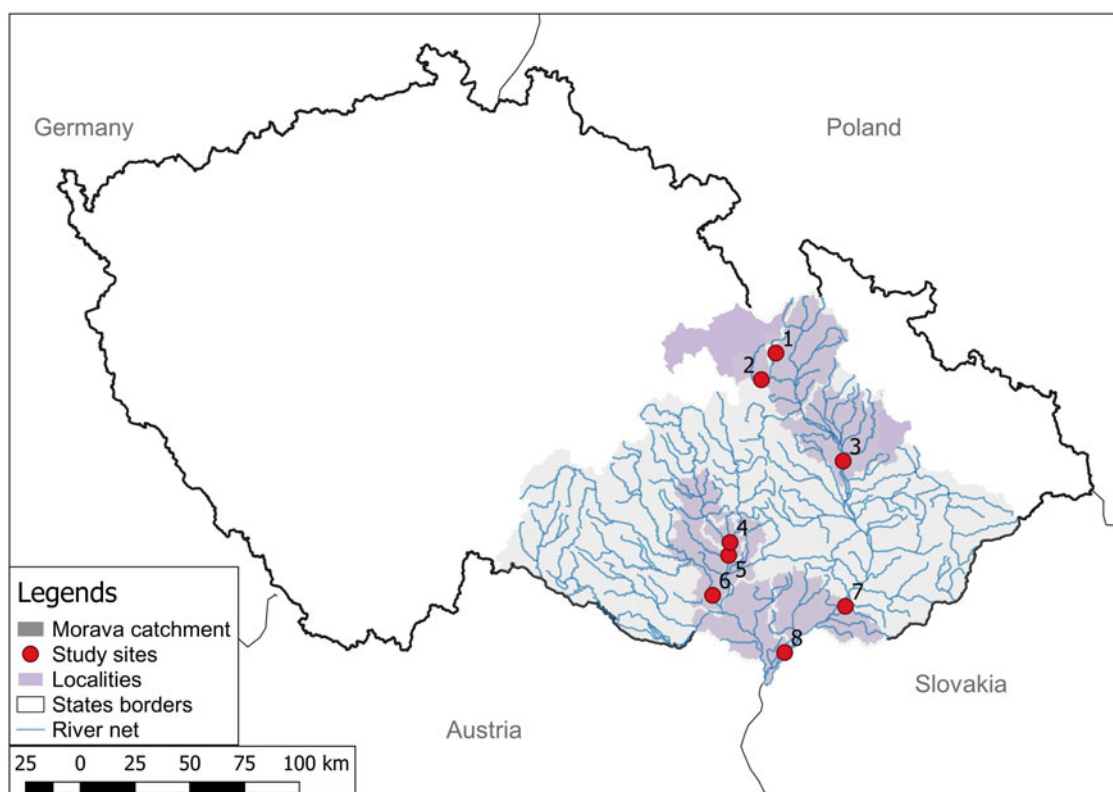 Germany
Poland
1
2
3
4
5
6
7
8
Legends
Morava catchment
Study sites
Localities
States borders
River net
Slovakia
Austria
25 0 25 50 75 100 km